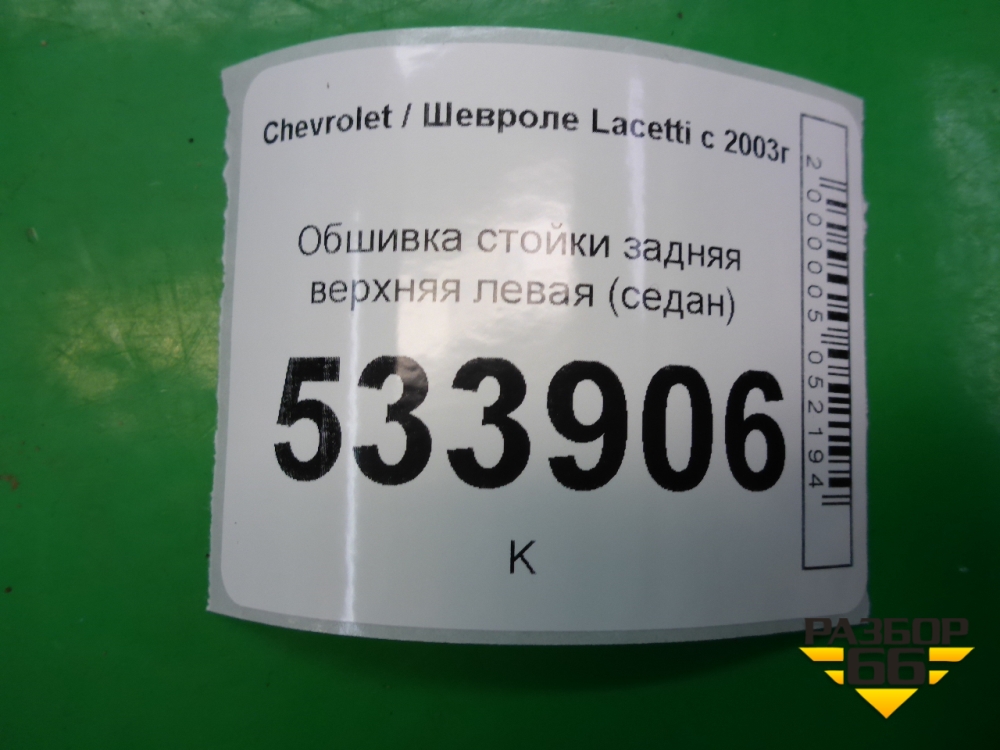 Chevrolet / Шевроле Lacetti с 2003г
Обшивка стойки задняя
верхняя левая (седан)
533906
К
2000005052194
РАЗБОР
66